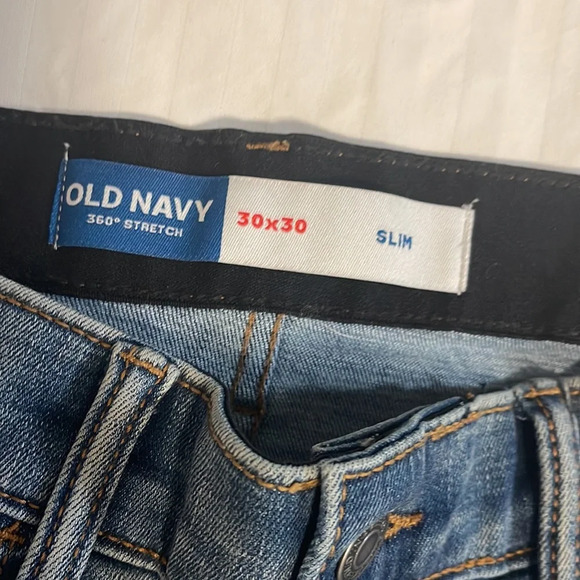 OLD NAVY
360° STRETCH
30x30
SLIM